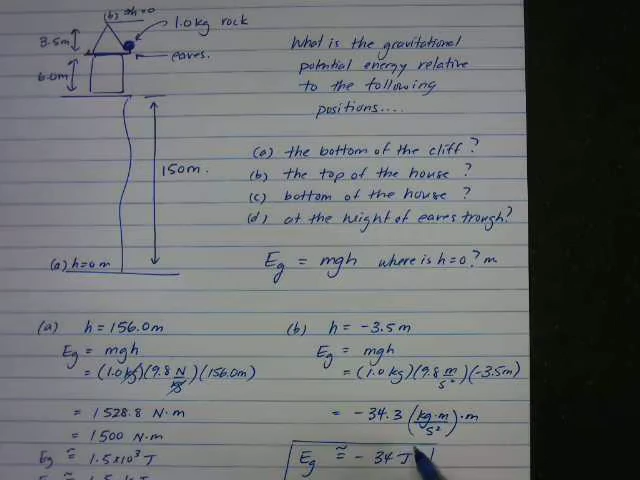 (b) h=0
1.0kg rock
3.5m
eaves.
6.0m
What is the gravitational
potential energy relative
to the following
positions....
150m.
(a) the bottom of the cliff?
(b) the top of the house?
(c) bottom of the house?
(d) at the height of eaves trough?
(a) h=0m
Eg = mgh where is h=0? m
(a) h = 156.0m
Eg = mgh
= (1.0kg)(9.8 N/kg)(156.0m)
= 1528.8 N·m
= 1500 N·m
Eg ≅ 1.5x10³ J
(b) h = -3.5m
Eg = mgh
= (1.0kg)(9.8 m/s²)(-3.5m)
= -34.3 (kg·m/s²)·m
Eg ≅ -34 J